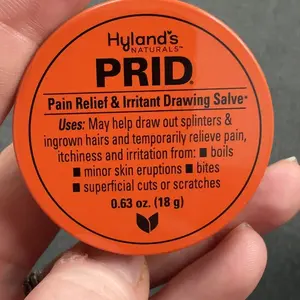 Hyland's
NATURALS™
PRID®
Pain Relief & Irritant Drawing Salve*
Uses: May help draw out splinters &
ingrown hairs and temporarily relieve pain,
itchiness and irritation from: ■ boils
■ minor skin eruptions ■ bites
■ superficial cuts or scratches
0.63 oz. (18 g)